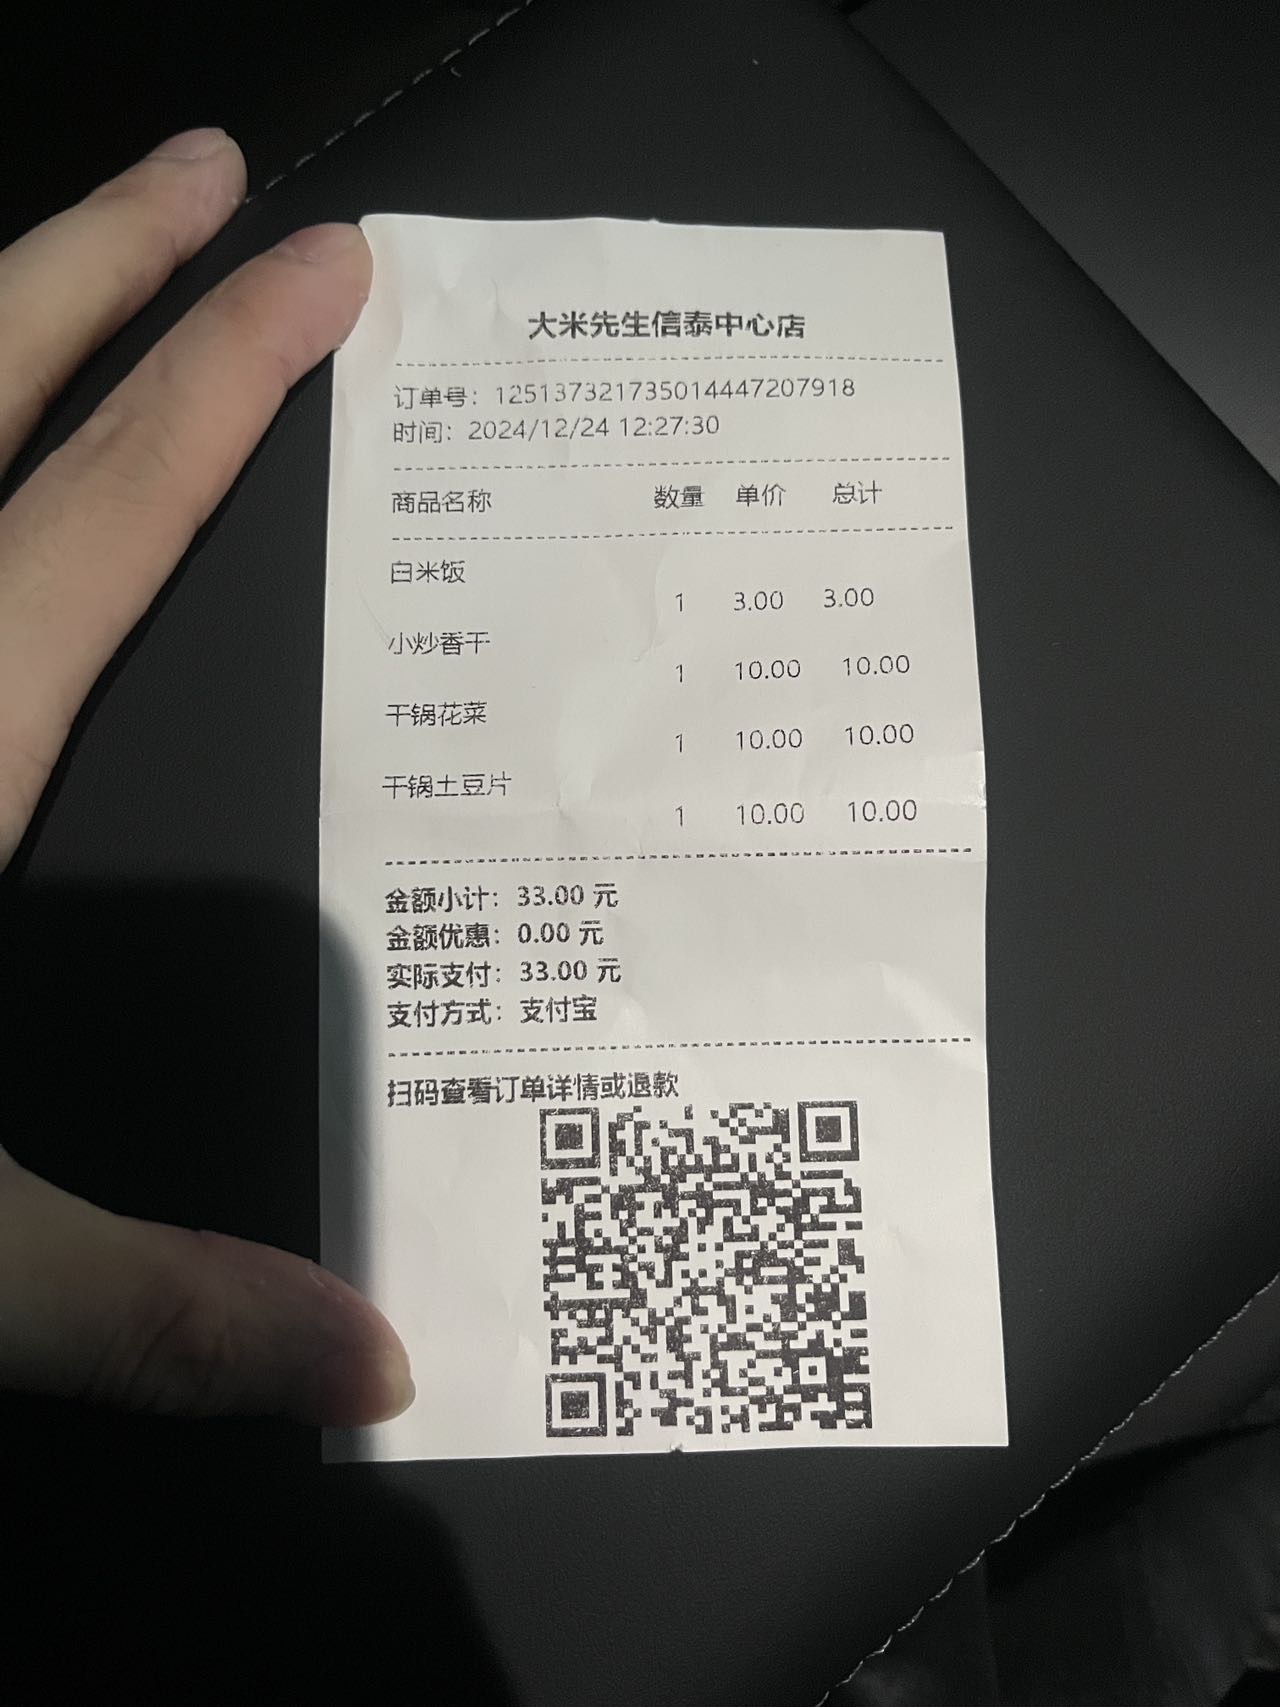 大米先生信泰中心店
订单号：125137321735014447207918
时间：2024/12/24 12:27:30
商品名称 数量 单价 总计
白米饭
1 3.00 3.00
小炒香干
1 10.00 10.00
干锅花菜
1 10.00 10.00
干锅土豆片
1 10.00 10.00
金额小计：33.00 元
金额优惠：0.00 元
实际支付：33.00 元
支付方式：支付宝
扫码查看订单详情或退款